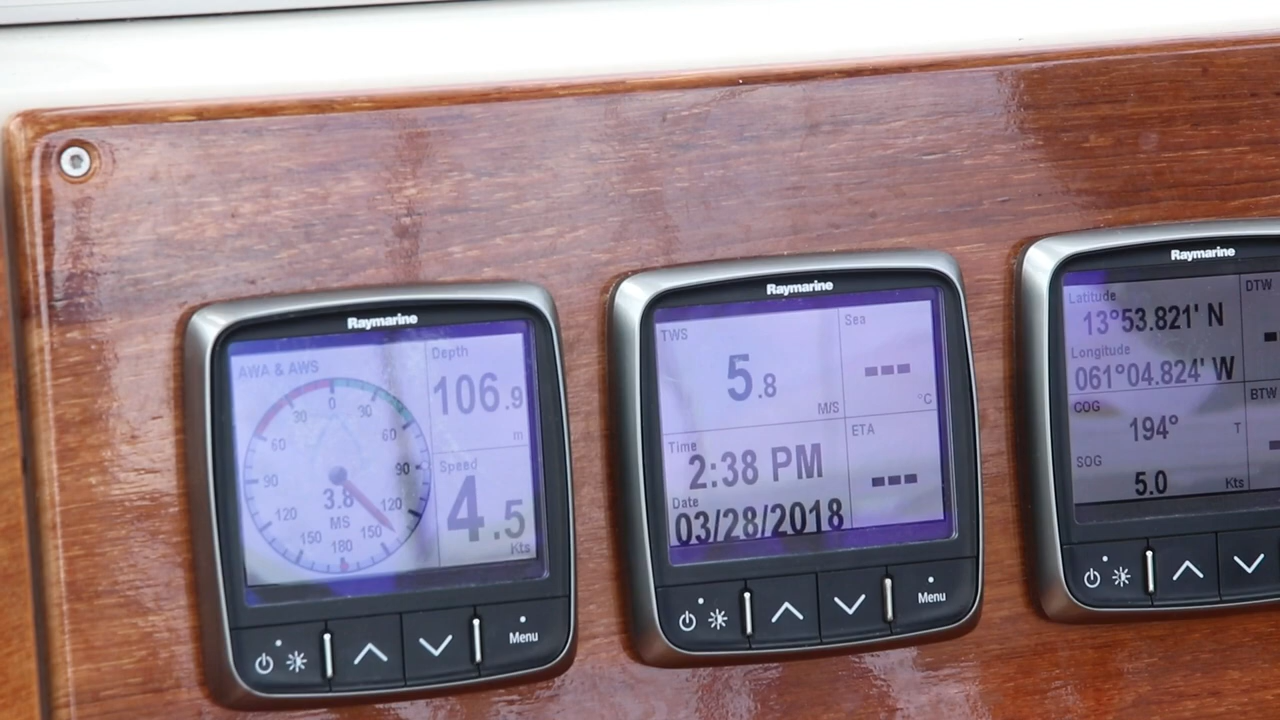 Raymarine
AWA & AWS
0
30
30
60
60
90
90
120
120
150
150
180
3.8
MS
Depth
106.9
m
Speed
4.5
Kts
Menu
Raymarine
TWS
5.8
M/S
Sea
---
°C
Time
2:38 PM
Date
03/28/2018
ETA
---
Menu
Raymarine
Latitude
13°53.821' N
Longitude
061°04.824' W
COG
194°
T
SOG
5.0
Kts
DTW
BTW